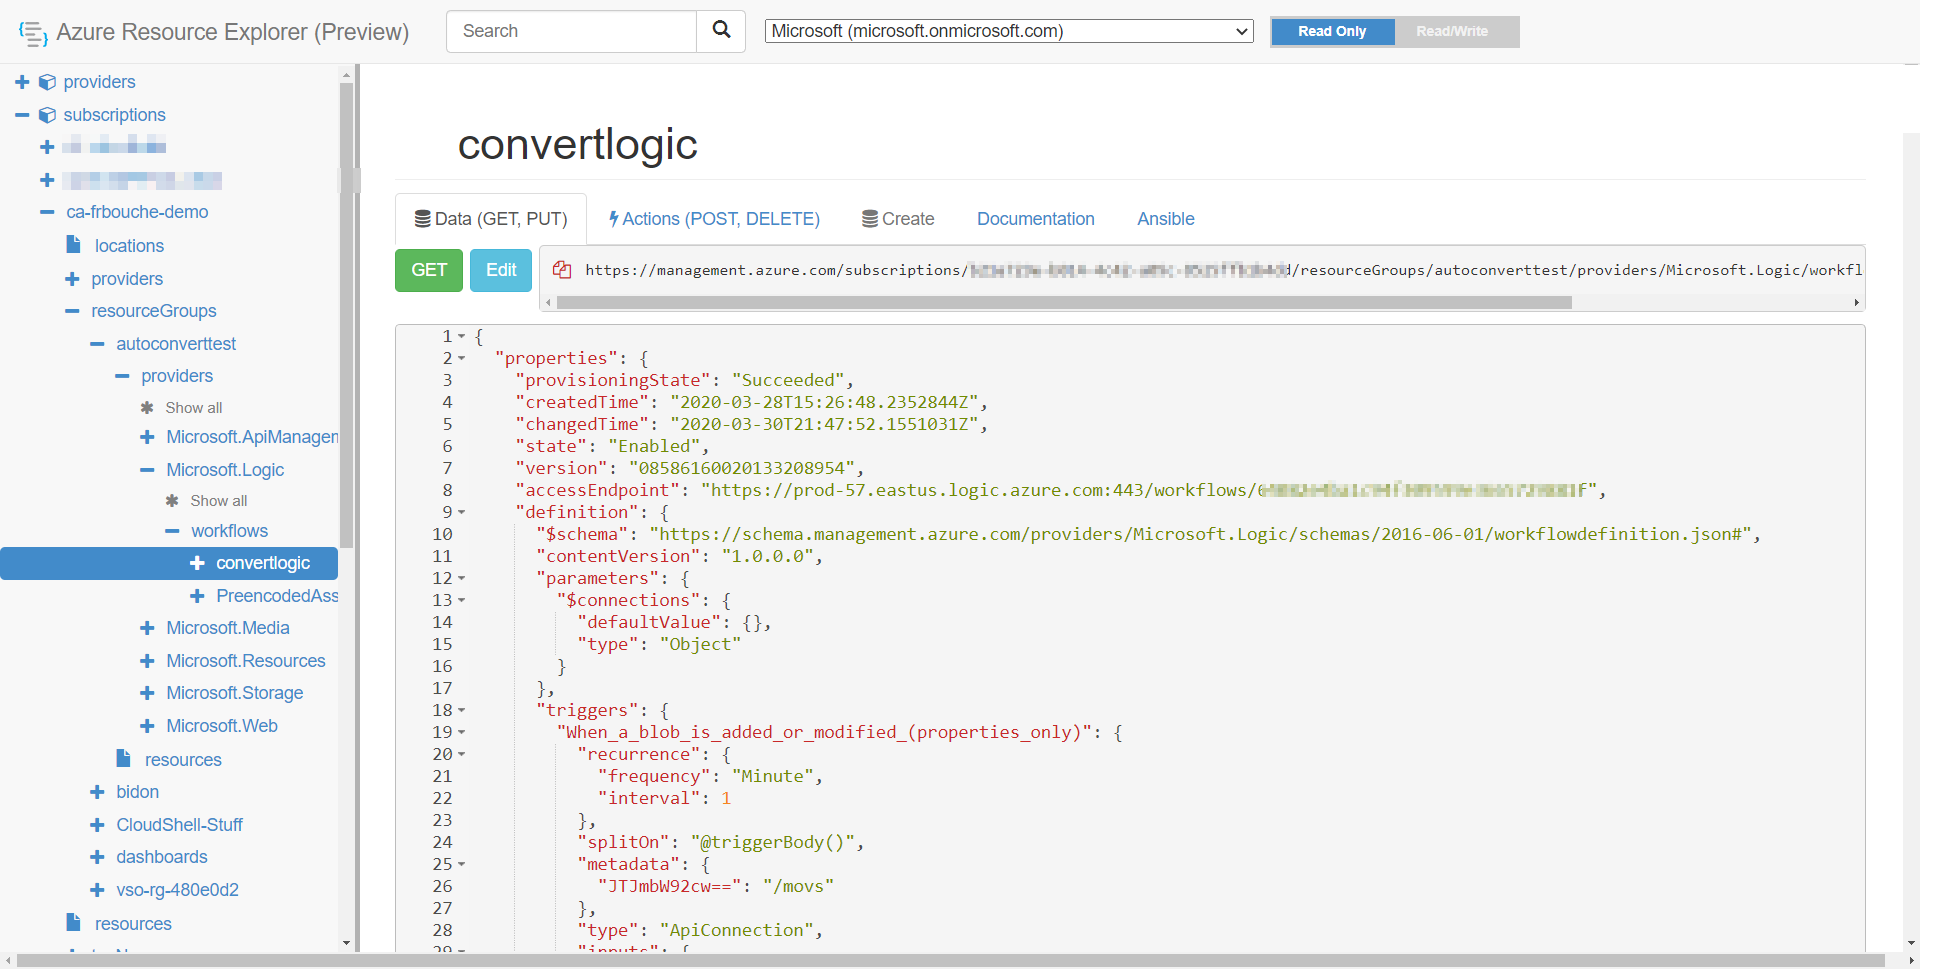 Azure Resource Explorer (Preview)
Search
Microsoft (microsoft.onmicrosoft.com)
Read Only
Read/Write
providers
subscriptions
ca-frbouche-demo
locations
providers
resourceGroups
autoconverttest
providers
Show all
Microsoft.ApiManagen
Microsoft.Logic
Show all
workflows
convertlogic
PreencodedAss
Microsoft.Media
Microsoft.Resources
Microsoft.Storage
Microsoft.Web
resources
bidon
CloudShell-Stuff
dashboards
vso-rg-480e0d2
resources
convertlogic
Data (GET, PUT)
Actions (POST, DELETE)
Create
Documentation
Ansible
GET
Edit
https://management.azure.com/subscriptions/ /resourceGroups/autoconverttest/providers/Microsoft.Logic/workfl
1 {
2 "properties": {
3 "provisioningState": "Succeeded",
4 "createdTime": "2020-03-28T15:26:48.2352844Z",
5 "changedTime": "2020-03-30T21:47:52.1551031Z",
6 "state": "Enabled",
7 "version": "08586160020133208954",
8 "accessEndpoint": "https://prod-57.eastus.logic.azure.com:443/workflows/ ",
9 "definition": {
10 "$schema": "https://schema.management.azure.com/providers/Microsoft.Logic/schemas/2016-06-01/workflowdefinition.json#",
11 "contentVersion": "1.0.0.0",
12 "parameters": {
13 "$connections": {
14 "defaultValue": {},
15 "type": "Object"
16 }
17 },
18 "triggers": {
19 "When_a_blob_is_added_or_modified_(properties_only)": {
20 "recurrence": {
21 "frequency": "Minute",
22 "interval": 1
23 },
24 "splitOn": "@triggerBody()",
25 "metadata": {
26 "JTJmbW92cw==": "/movs"
27 },
28 "type": "ApiConnection",
29 "inputs": {